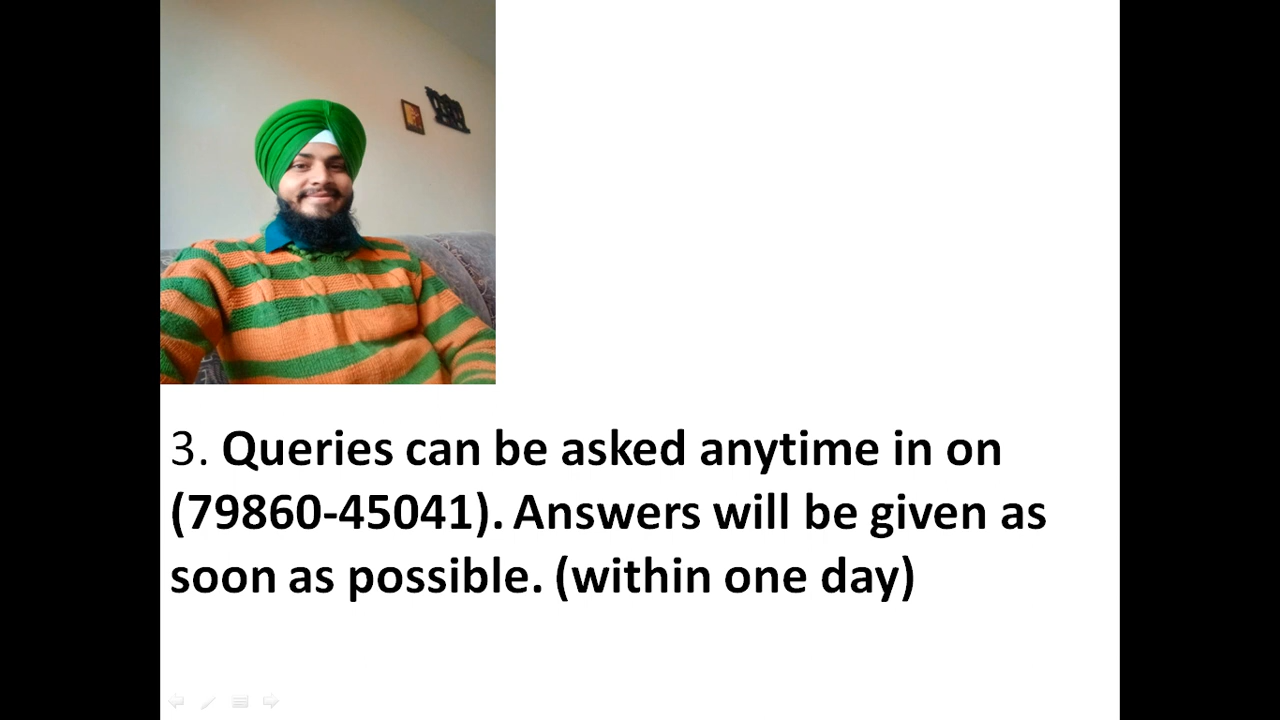 3. Queries can be asked anytime in on
(79860-45041). Answers will be given as
soon as possible. (within one day)